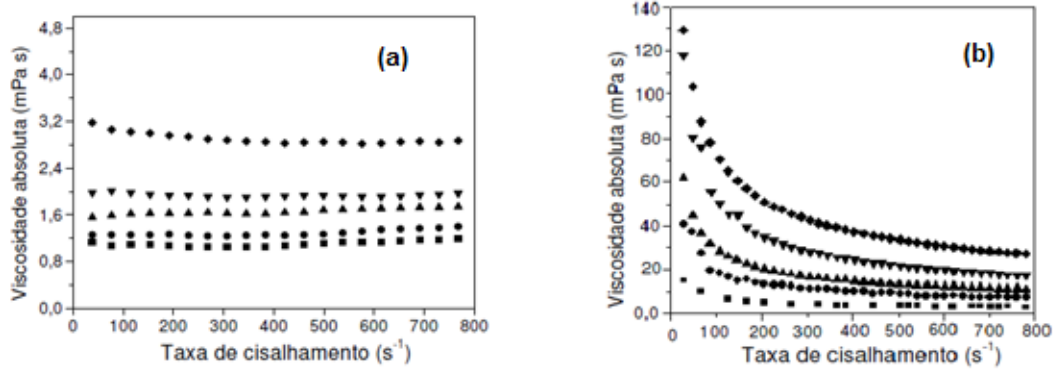 (a)
Viscosidade absoluta (mPa s)
4,8
4,0
3,2
2,4
1,6
0,8
0,0
0 100 200 300 400 500 600 700 800
Taxa de cisalhamento (s⁻¹)
(b)
Viscosidade absoluta (mPa s)
140
120
100
80
60
40
20
0,0
0 100 200 300 400 500 600 700 800
Taxa de cisalhamento (s⁻¹)